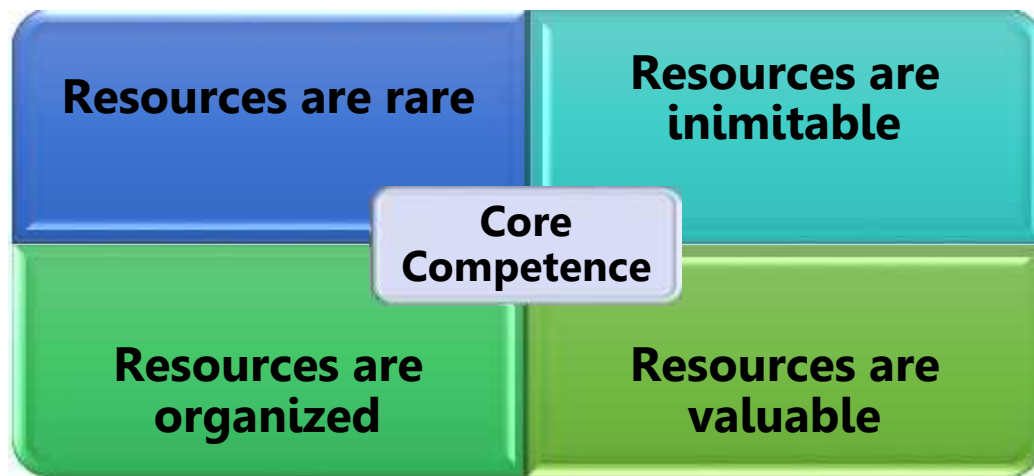 Resources are rare
Resources are
inimitable
Core
Competence
Resources are
organized
Resources are
valuable